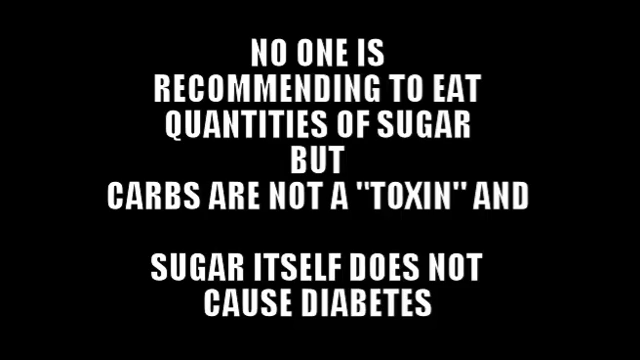 NO ONE IS
RECOMMENDING TO EAT
QUANTITIES OF SUGAR
BUT
CARBS ARE NOT A "TOXIN" AND
SUGAR ITSELF DOES NOT
CAUSE DIABETES